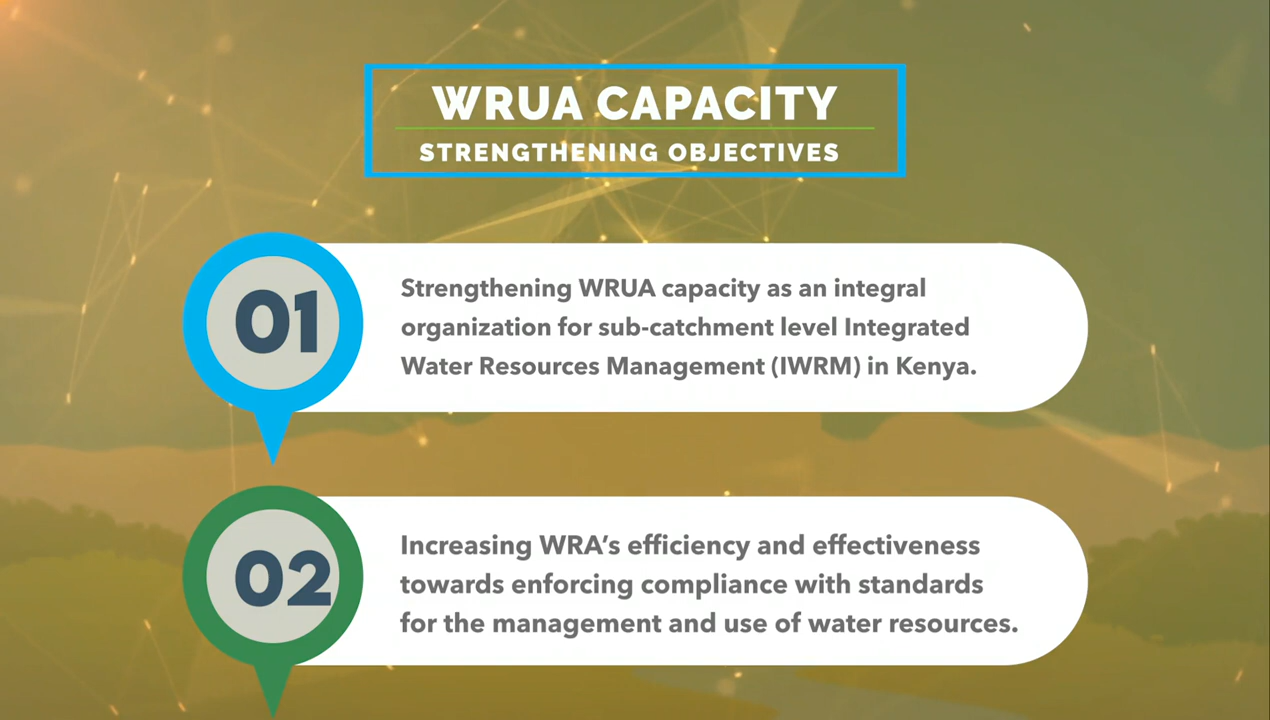 WRUA CAPACITY
STRENGTHENING OBJECTIVES
01
Strengthening WRUA capacity as an integral
organization for sub-catchment level Integrated
Water Resources Management (IWRM) in Kenya.
02
Increasing WRA’s efficiency and effectiveness
towards enforcing compliance with standards
for the management and use of water resources.